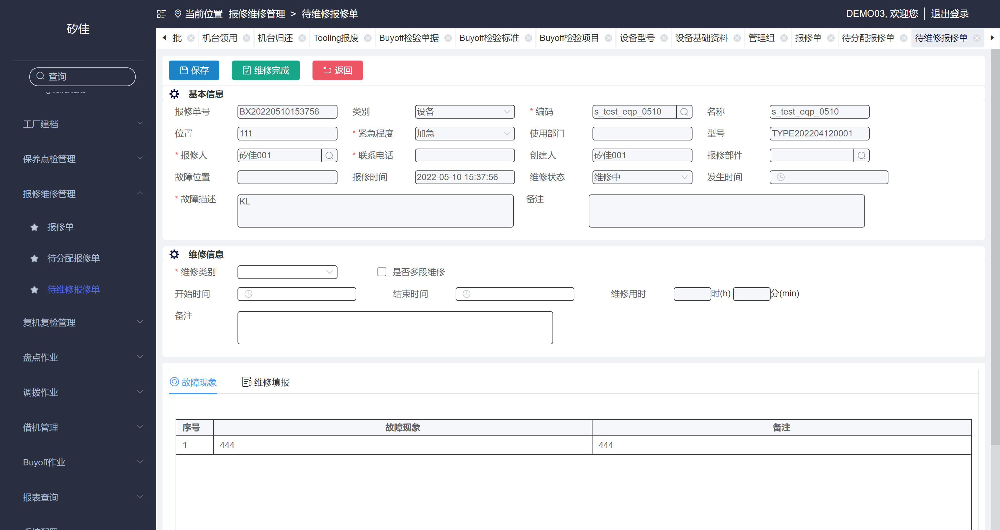 矽佳
查询
工厂建档
保养点检管理
报修维修管理
报修单
待分配报修单
待维修报修单
复机复检管理
盘点作业
调拨作业
借机管理
Buyoff作业
报表查询
当前位置 报修维修管理 > 待维修报修单
DEMO03, 欢迎您 退出登录
批 机台领用 机台归还 Tooling报废 Buyoff检验单据 Buyoff检验标准 Buyoff检验项目 设备型号 设备基础资料 管理组 报修单 待分配报修单 待维修报修单
保存 维修完成 返回
基本信息
报修单号 BX20220510153756 类别 设备 * 编码 s_test_eqp_0510 名称 s_test_eqp_0510
位置 111 * 紧急程度 加急 使用部门 型号 TYPE202204120001
* 报修人 矽佳001 * 联系电话 创建人 矽佳001 报修部件
故障位置 报修时间 2022-05-10 15:37:56 维修状态 维修中 发生时间
* 故障描述 KL 备注
维修信息
* 维修类别 是否多段维修
开始时间 结束时间 维修用时 时(h) 分(min)
备注
故障现象 维修填报
序号 故障现象 备注
1 444 444